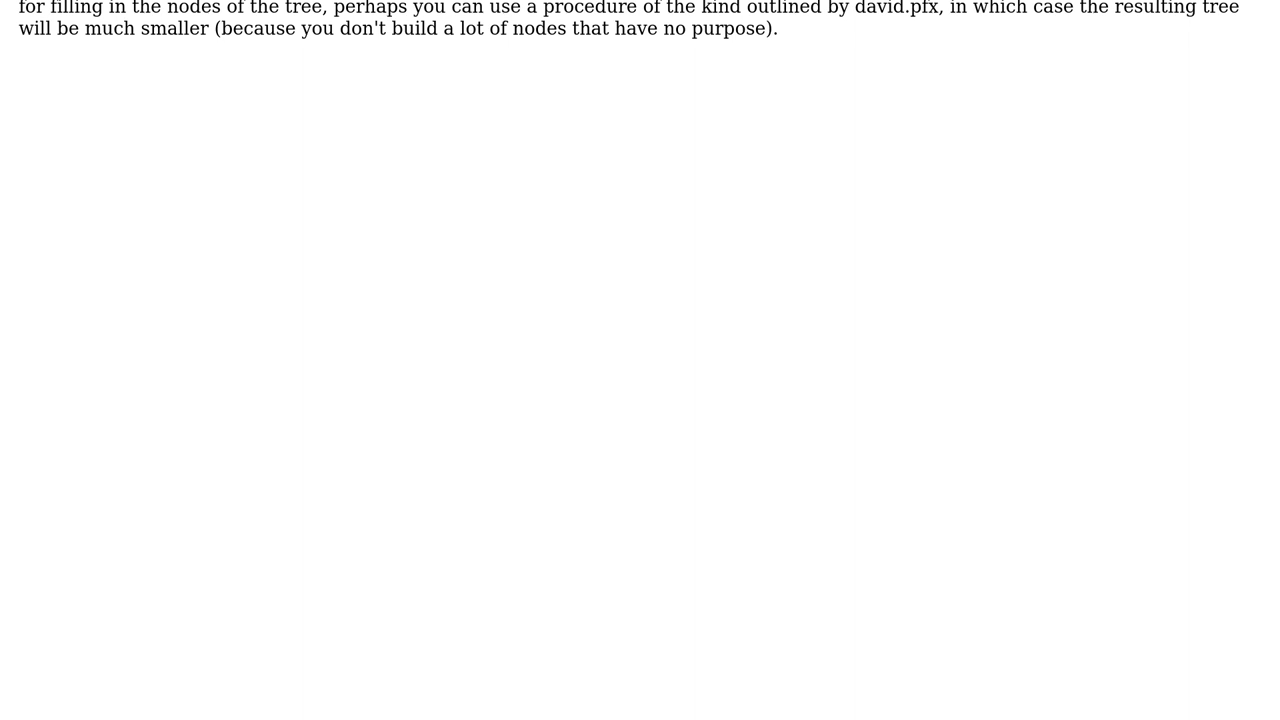 for filling in the nodes of the tree, perhaps you can use a procedure of the kind outlined by david.pfx, in which case the resulting tree
will be much smaller (because you don't build a lot of nodes that have no purpose).